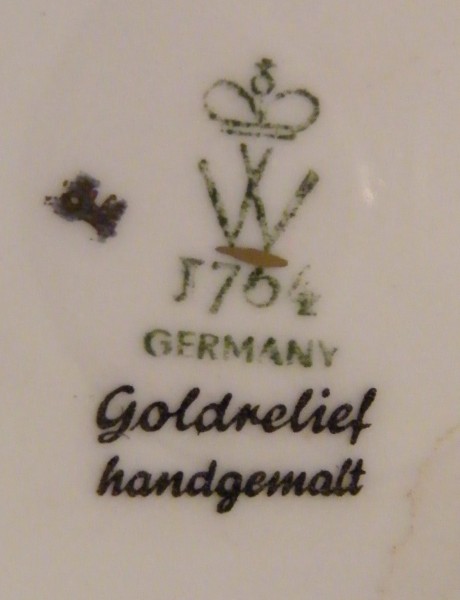 W
1764
GERMANY
Goldrelief
handgemalt